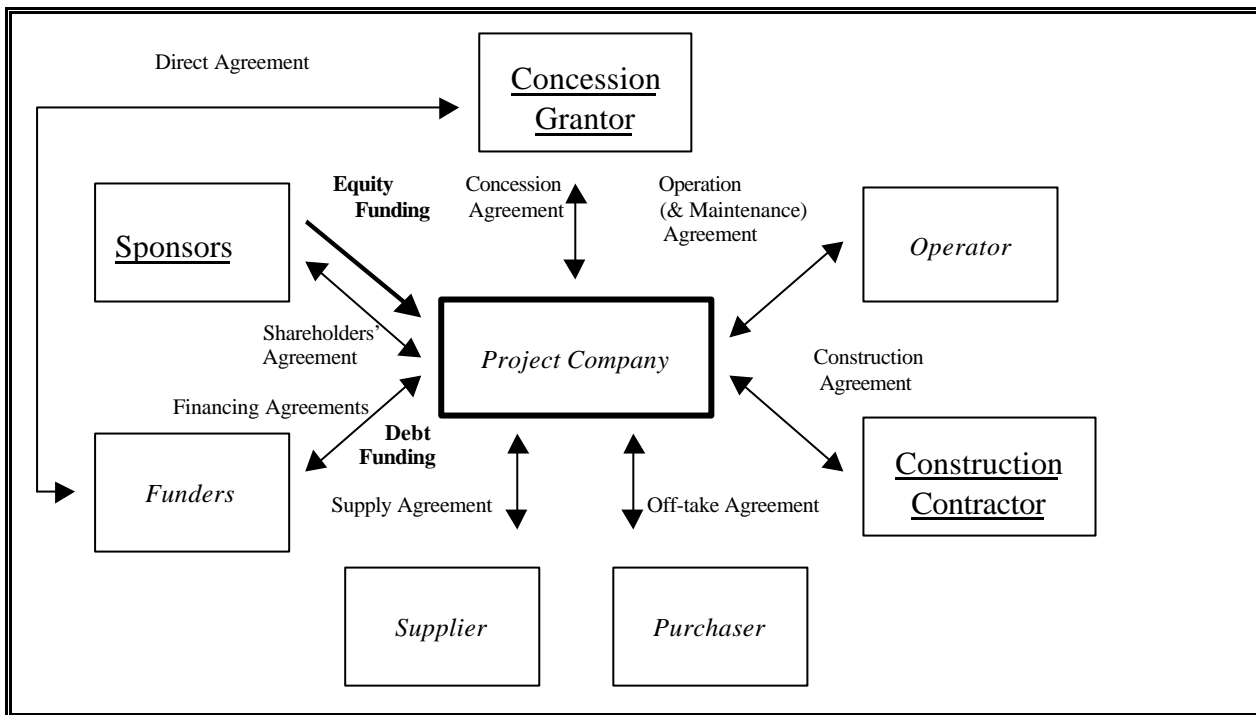 Direct Agreement
Concession
Grantor
Equity
Funding
Concession
Agreement
Operation
(& Maintenance)
Agreement
Sponsors
Operator
Shareholders’
Agreement
Project Company
Construction
Agreement
Financing Agreements
Debt
Funding
Funders
Supply Agreement
Off-take Agreement
Construction
Contractor
Supplier
Purchaser